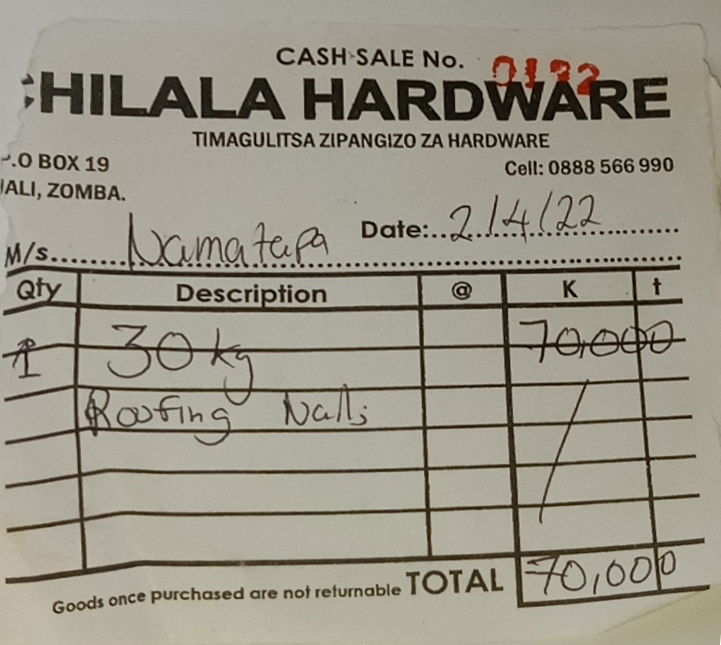 CASH SALE No. 0132
CHILALA HARDWARE
TIMAGULITSA ZIPANGIZO ZA HARDWARE
P.O BOX 19 Cell: 0888 566 990
JALI, ZOMBA.
M/s. Namatapa Date: 2/4/22
Qty Description @ K t
1 30kg 70,000
Roofing Nails
Goods once purchased are not returnable TOTAL 70,000